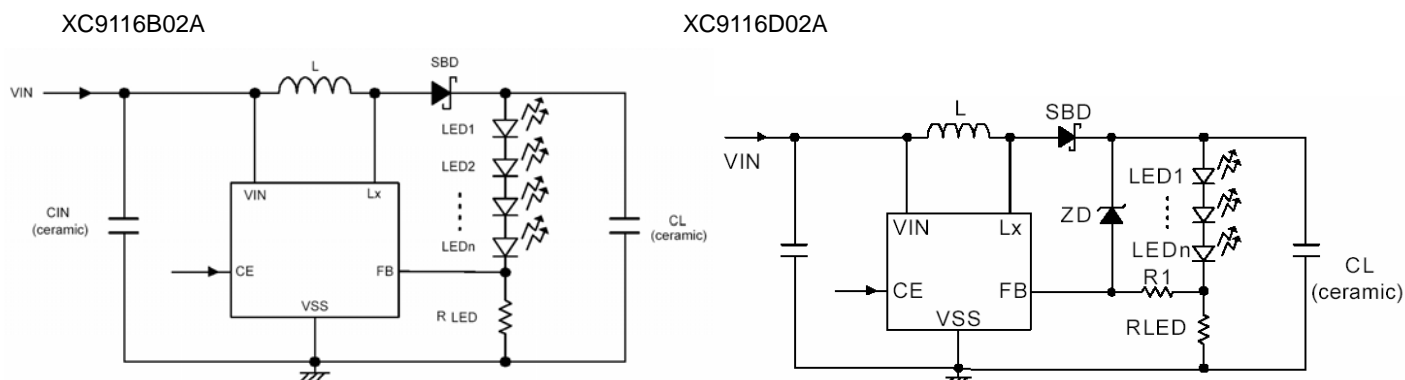 XC9116B02A
L
SBD
VIN
LED1
LED2
LEDn
VIN
Lx
CIN
(ceramic)
CL
(ceramic)
CE
FB
VSS
R LED
XC9116D02A
L
SBD
VIN
LED1
ZD
VIN
Lx
LEDn
R1
CL
(ceramic)
CE
FB
VSS
RLED